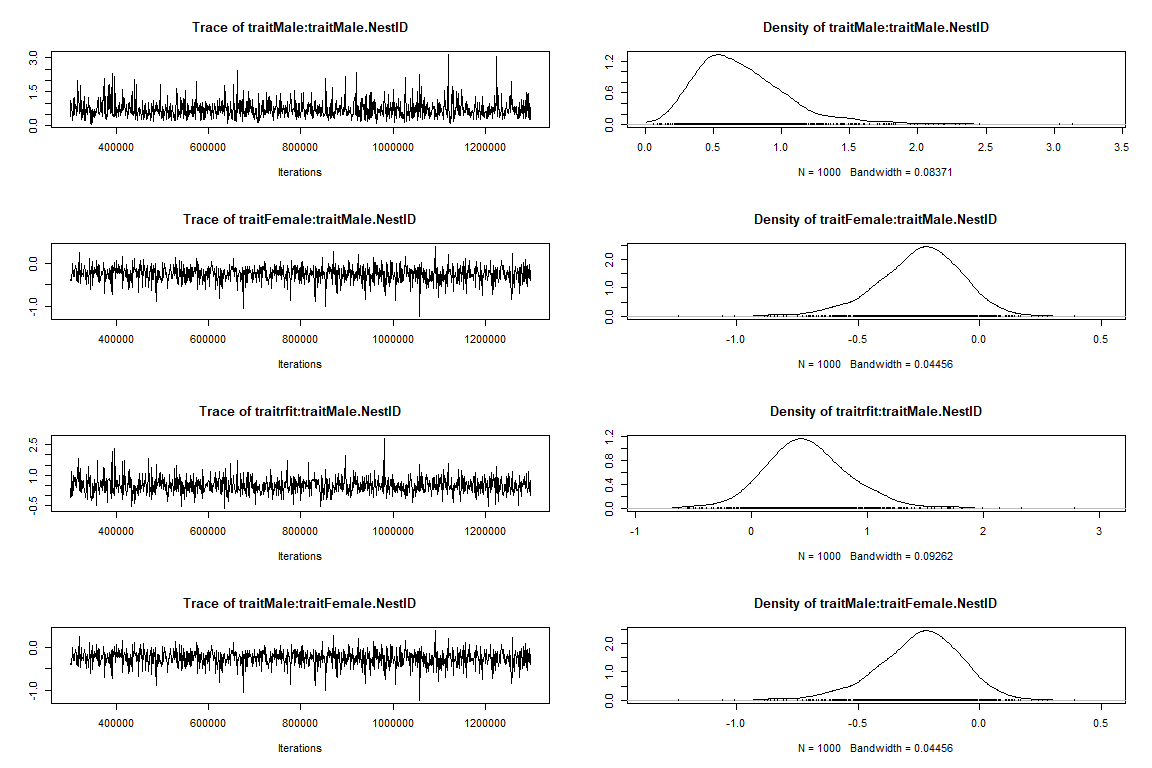 Trace of traitMale:traitMale.NestID
Density of traitMale:traitMale.NestID
0.0 1.5 3.0
400000 600000 800000 1000000 1200000
Iterations
0.0 0.6 1.2
0.0 0.5 1.0 1.5 2.0 2.5 3.0 3.5
N = 1000 Bandwidth = 0.08371
Trace of traitFemale:traitMale.NestID
Density of traitFemale:traitMale.NestID
-1.0 0.0
400000 600000 800000 1000000 1200000
Iterations
0.0 1.0 2.0
-1.0 -0.5 0.0 0.5
N = 1000 Bandwidth = 0.04456
Trace of traitrfit:traitMale.NestID
Density of traitrfit:traitMale.NestID
-0.5 1.0 2.5
400000 600000 800000 1000000 1200000
Iterations
0.0 0.4 0.8 1.2
-1 0 1 2 3
N = 1000 Bandwidth = 0.09262
Trace of traitMale:traitFemale.NestID
Density of traitMale:traitFemale.NestID
-1.0 0.0
400000 600000 800000 1000000 1200000
Iterations
0.0 1.0 2.0
-1.0 -0.5 0.0 0.5
N = 1000 Bandwidth = 0.04456